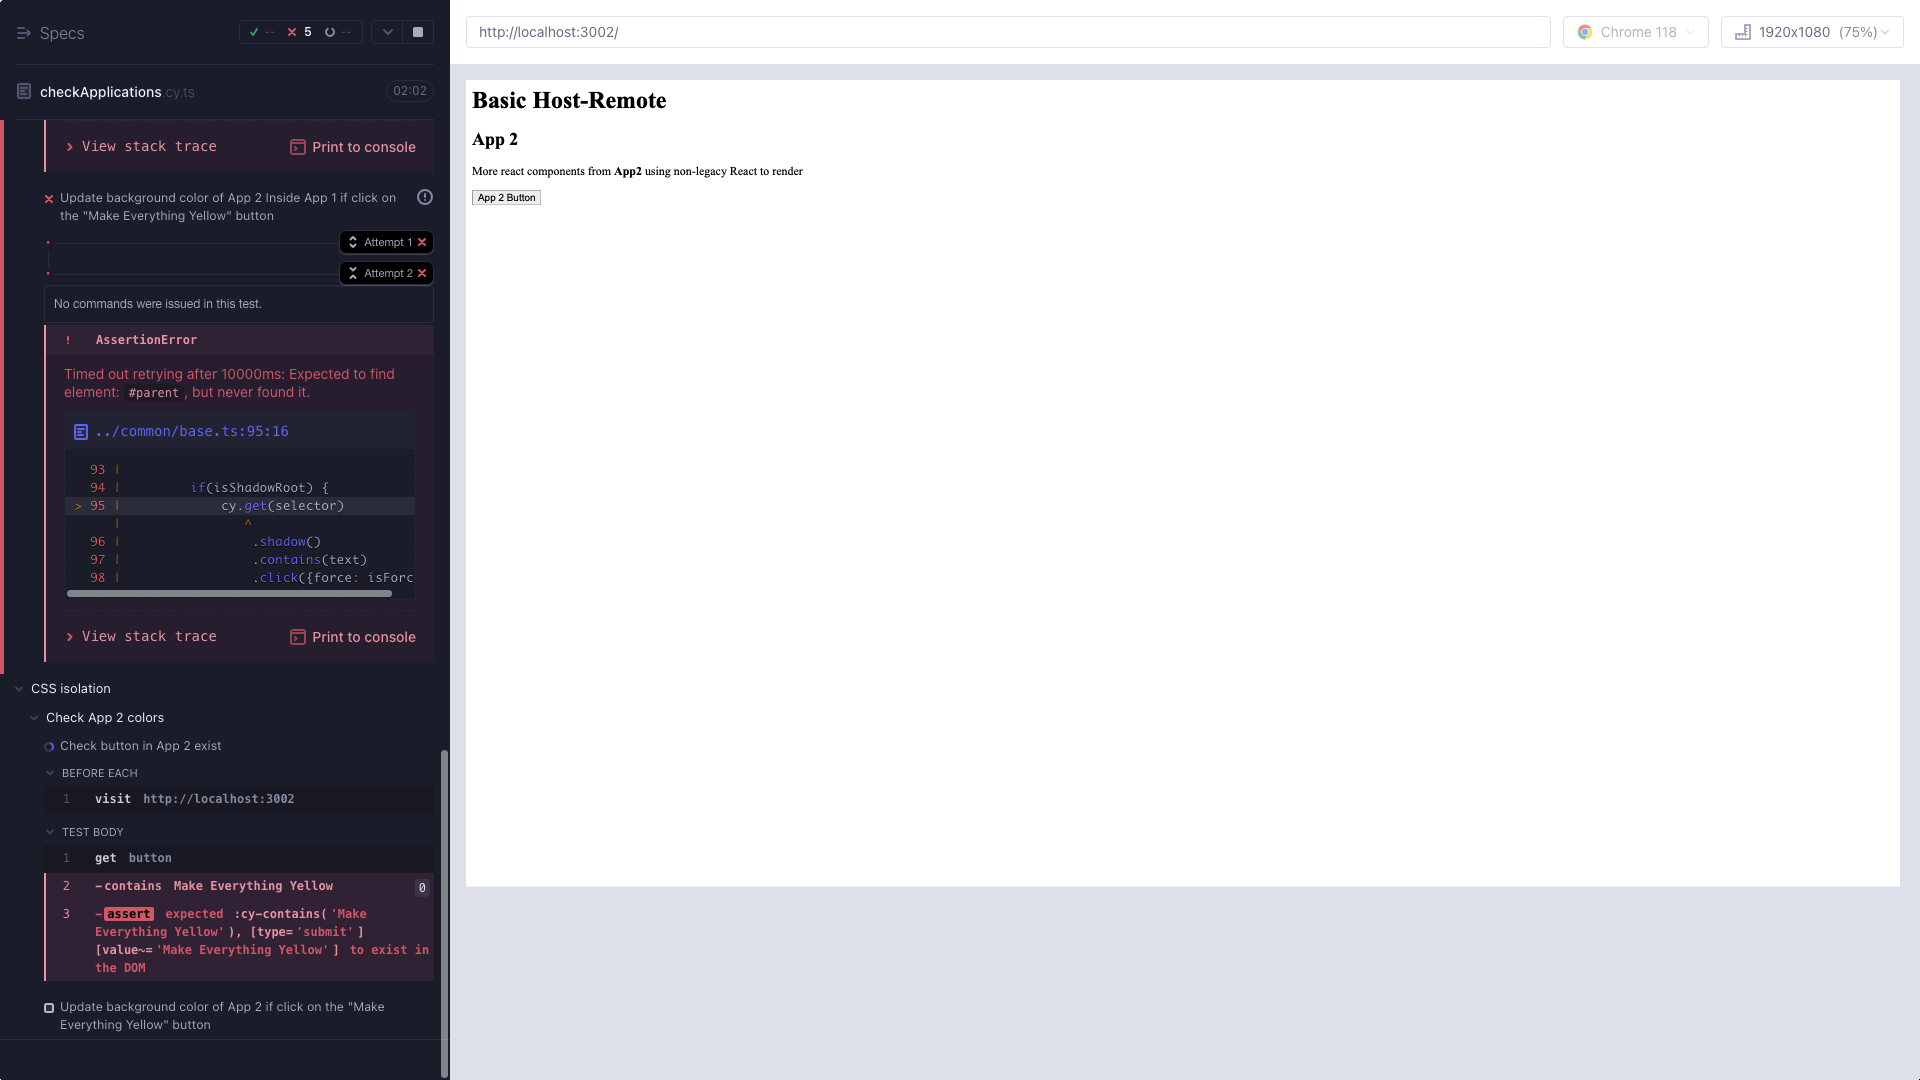 Specs
-- 5 --
checkApplications.cy.ts 02:02
View stack trace Print to console
Update background color of App 2 Inside App 1 if click on
the "Make Everything Yellow" button
Attempt 1
Attempt 2
No commands were issued in this test.
! AssertionError
Timed out retrying after 10000ms: Expected to find
element: #parent, but never found it.
../common/base.ts:95:16
93 |
94 | if(isShadowRoot) {
> 95 | cy.get(selector)
| ^
96 | .shadow()
97 | .contains(text)
98 | .click({force: isForc
View stack trace Print to console
CSS isolation
Check App 2 colors
Check button in App 2 exist
BEFORE EACH
1 visit http://localhost:3002
TEST BODY
1 get button
2 -contains Make Everything Yellow 0
3 -assert expected :cy-contains('Make
Everything Yellow'), [type='submit']
[value~='Make Everything Yellow'] to exist in
the DOM
Update background color of App 2 if click on the "Make
Everything Yellow" button
http://localhost:3002/
Chrome 118
1920x1080 (75%)
Basic Host-Remote
App 2
More react components from App2 using non-legacy React to render
App 2 Button